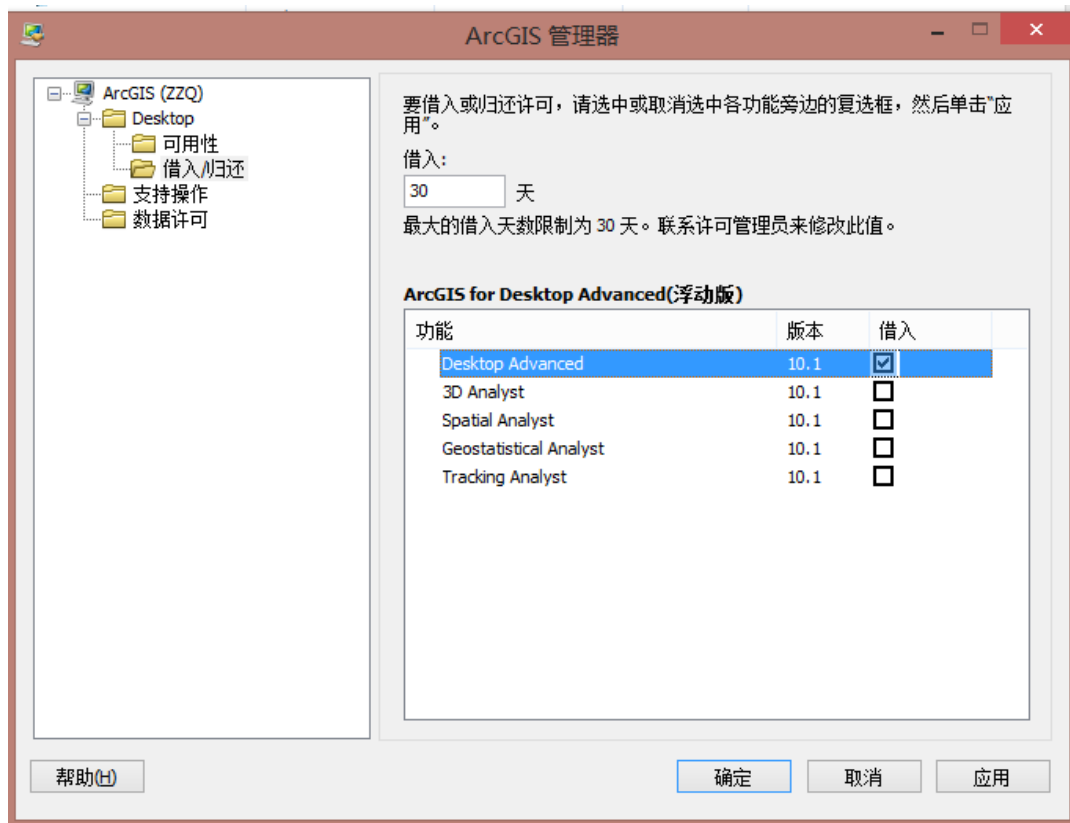 ArcGIS 管理器
ArcGIS (ZZQ)
Desktop
可用性
借入/归还
支持操作
数据许可
要借入或归还许可，请选中或取消选中各功能旁边的复选框，然后单击“应
用”。
借入:
30 天
最大的借入天数限制为 30 天。联系许可管理员来修改此值。
ArcGIS for Desktop Advanced(浮动版)
功能 版本 借入
Desktop Advanced 10.1
3D Analyst 10.1
Spatial Analyst 10.1
Geostatistical Analyst 10.1
Tracking Analyst 10.1
帮助(H) 确定 取消 应用